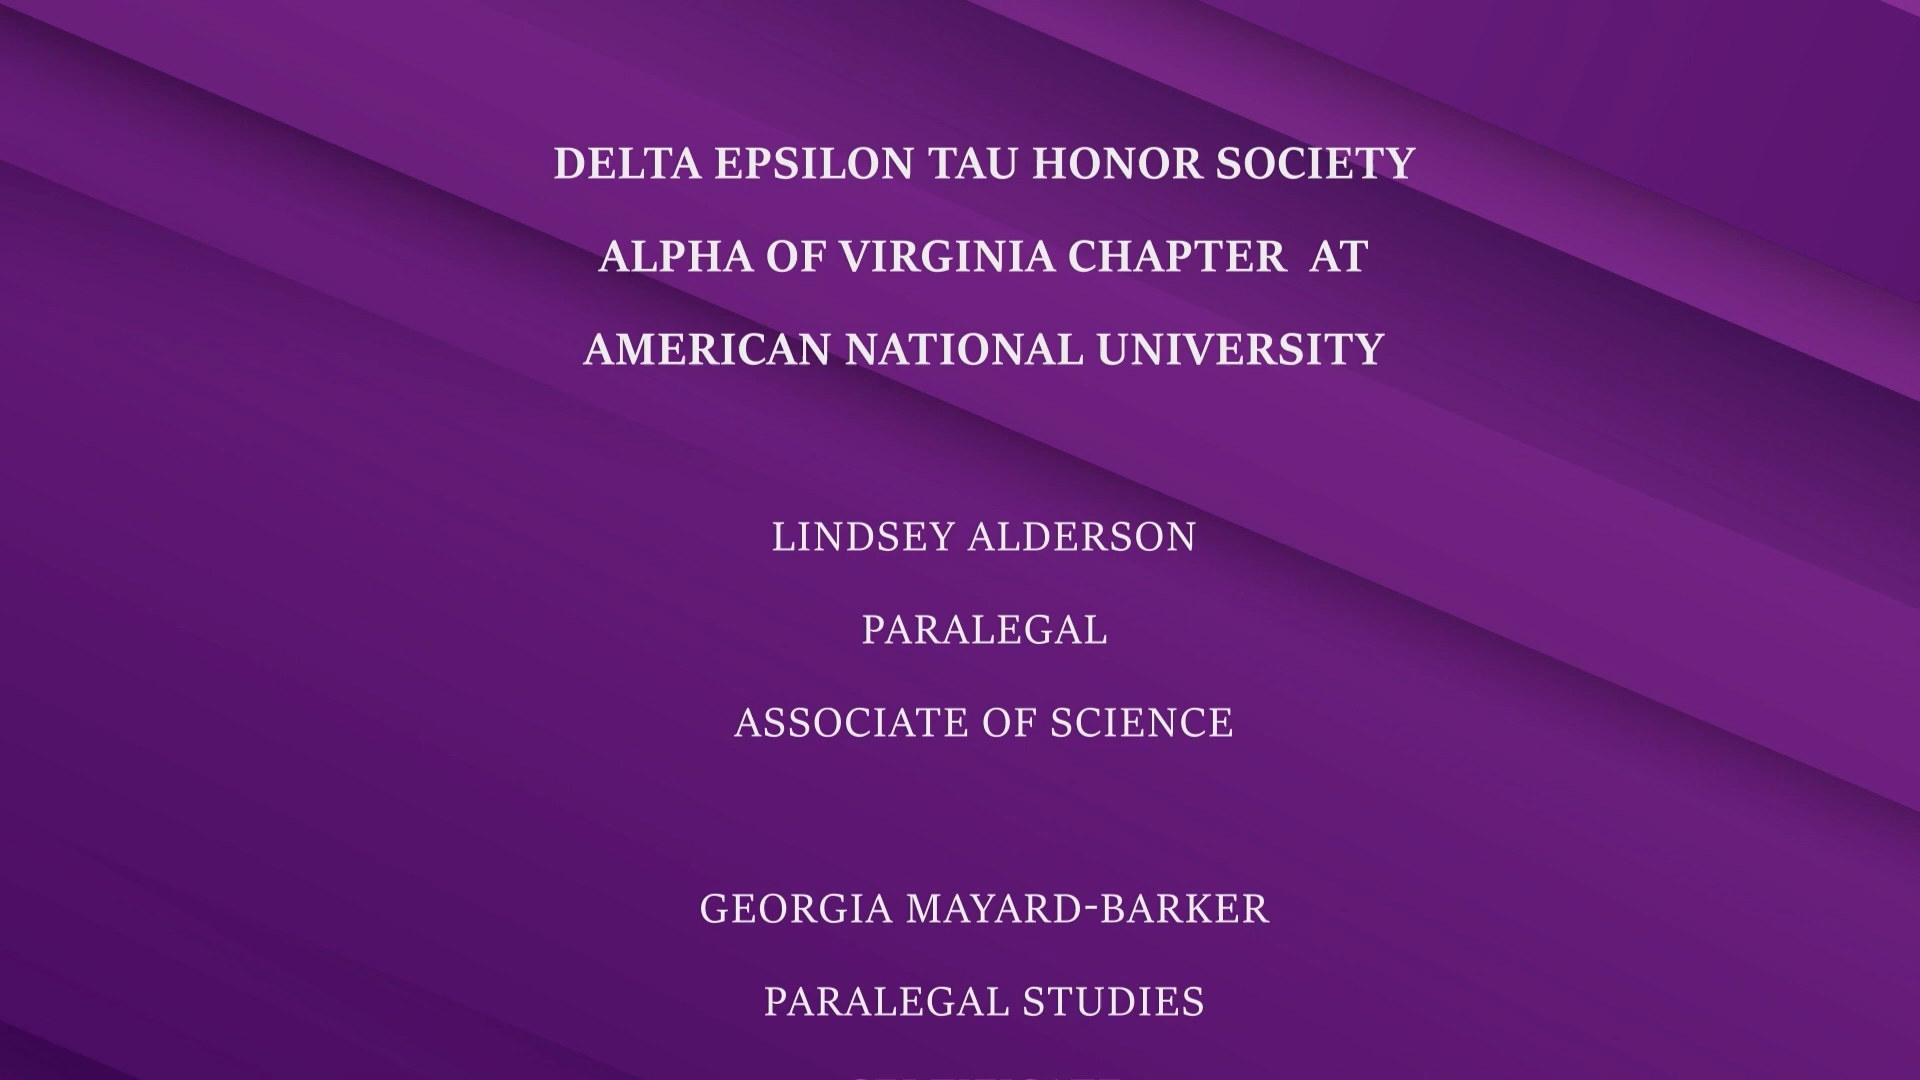 DELTA EPSILON TAU HONOR SOCIETY
ALPHA OF VIRGINIA CHAPTER  AT
AMERICAN NATIONAL UNIVERSITY
LINDSEY ALDERSON
PARALEGAL
ASSOCIATE OF SCIENCE
GEORGIA MAYARD-BARKER
PARALEGAL STUDIES